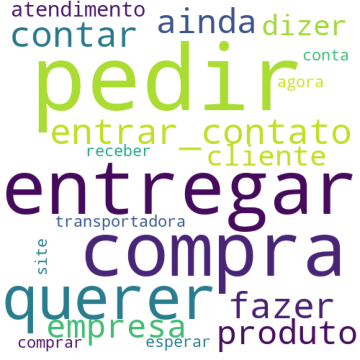 atendimento
contar ainda dizer
pedir conta
agora
entrar_contato
receber cliente
entregar
transportadora
compra
site
querer fazer
empresa produto
comprar esperar